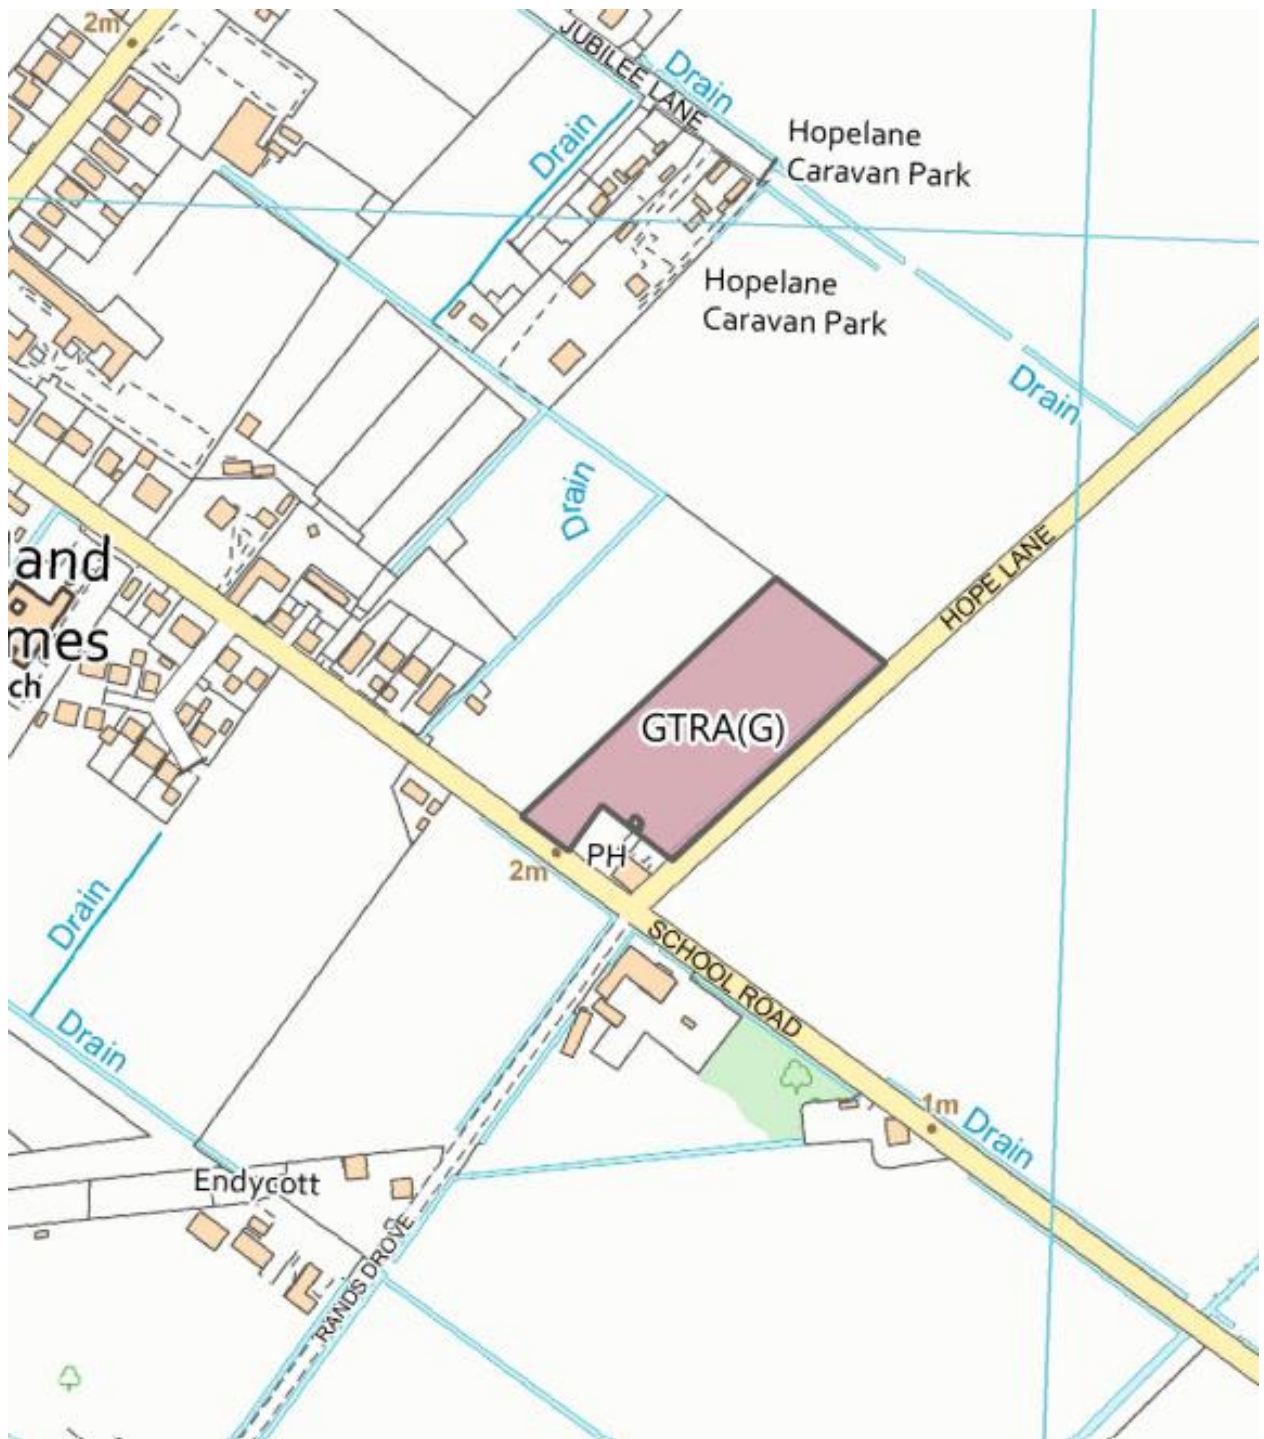 2m
JUBILEE LANE
Drain
Drain
Hopelane
Caravan Park
Hopelane
Caravan Park
Drain
Drain
HOPE LANE
and
mes
ch
GTRA(G)
PH
2m
SCHOOL ROAD
Drain
Drain
1m
Drain
Endycott
RANDS DROVE